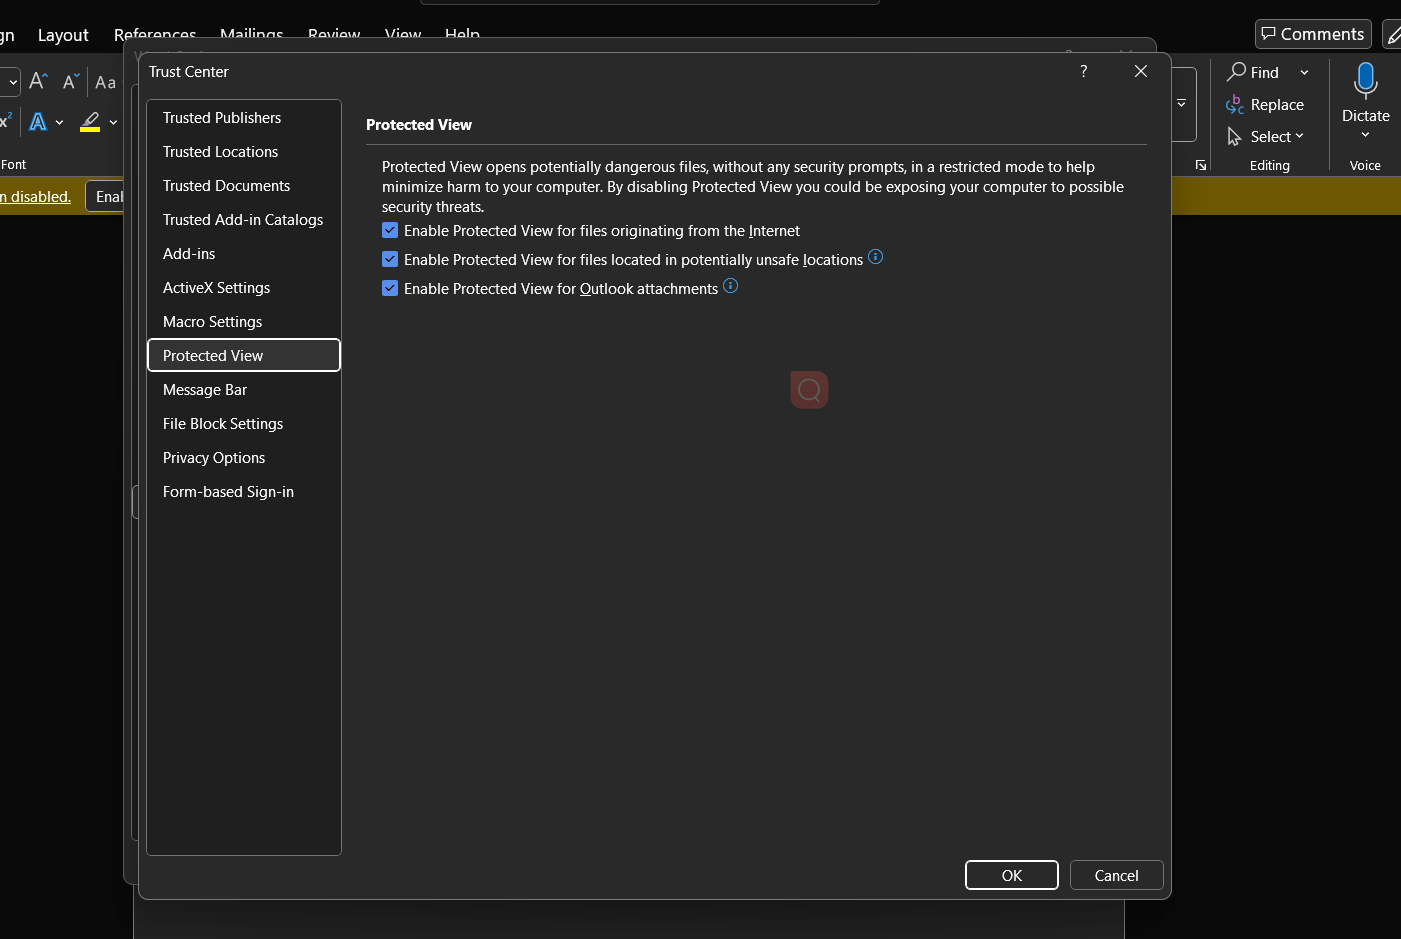 gn Layout References Mailings Review View Help
Comments
Trust Center
?
Aa
Find
Replace
Select
Editing
Dictate
Voice
Font
n disabled.
Enal
Trusted Publishers
Trusted Locations
Trusted Documents
Trusted Add-in Catalogs
Add-ins
ActiveX Settings
Macro Settings
Protected View
Message Bar
File Block Settings
Privacy Options
Form-based Sign-in
Protected View
Protected View opens potentially dangerous files, without any security prompts, in a restricted mode to help
minimize harm to your computer. By disabling Protected View you could be exposing your computer to possible
security threats.
Enable Protected View for files originating from the Internet
Enable Protected View for files located in potentially unsafe locations
Enable Protected View for Outlook attachments
OK
Cancel